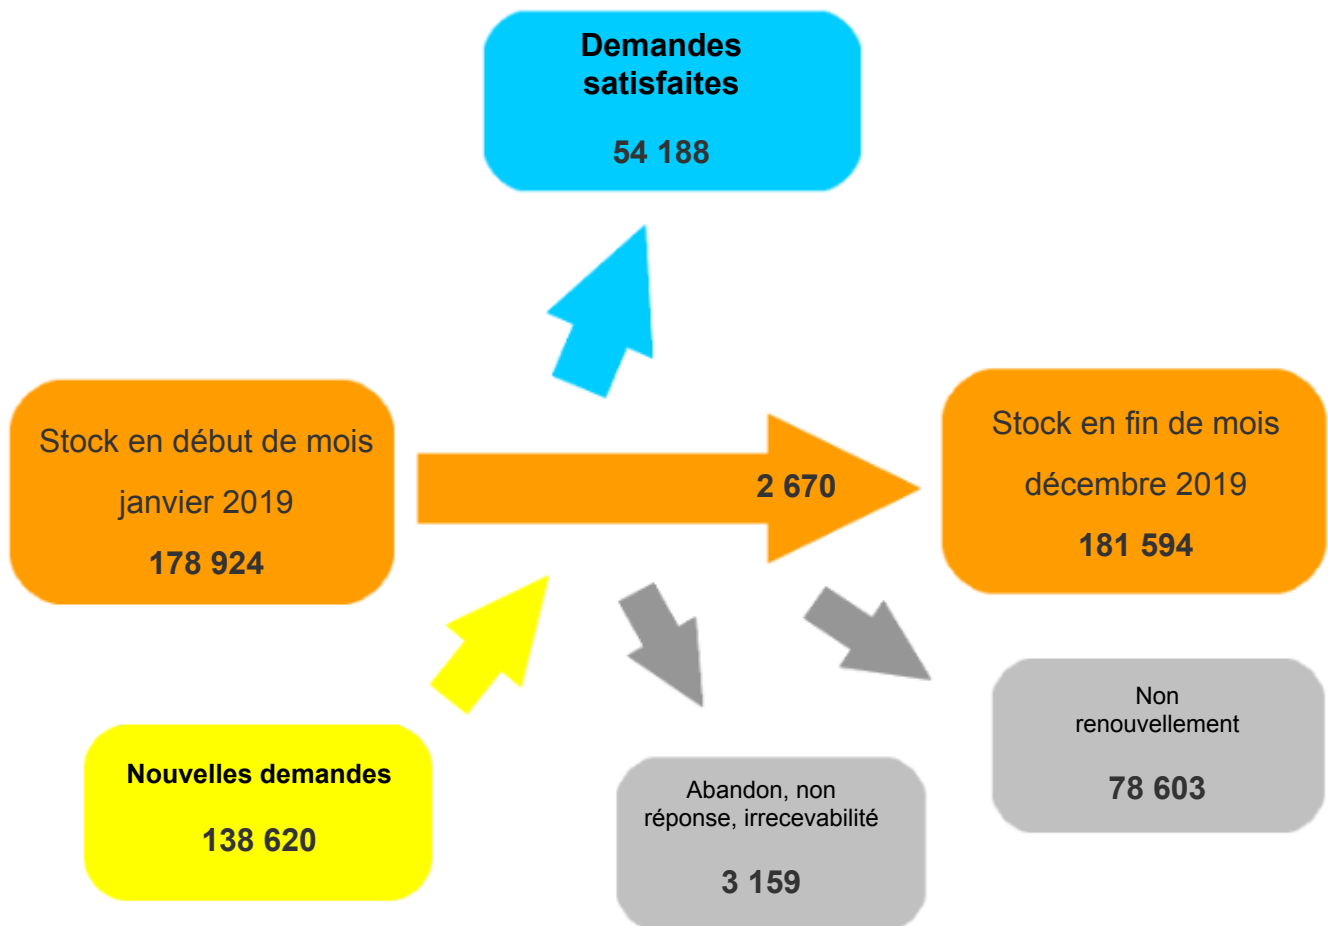 Demandes
satisfaites
54 188
Stock en début de mois
janvier 2019
178 924
2 670
Stock en fin de mois
décembre 2019
181 594
Nouvelles demandes
138 620
Abandon, non
réponse, irrecevabilité
3 159
Non
renouvellement
78 603